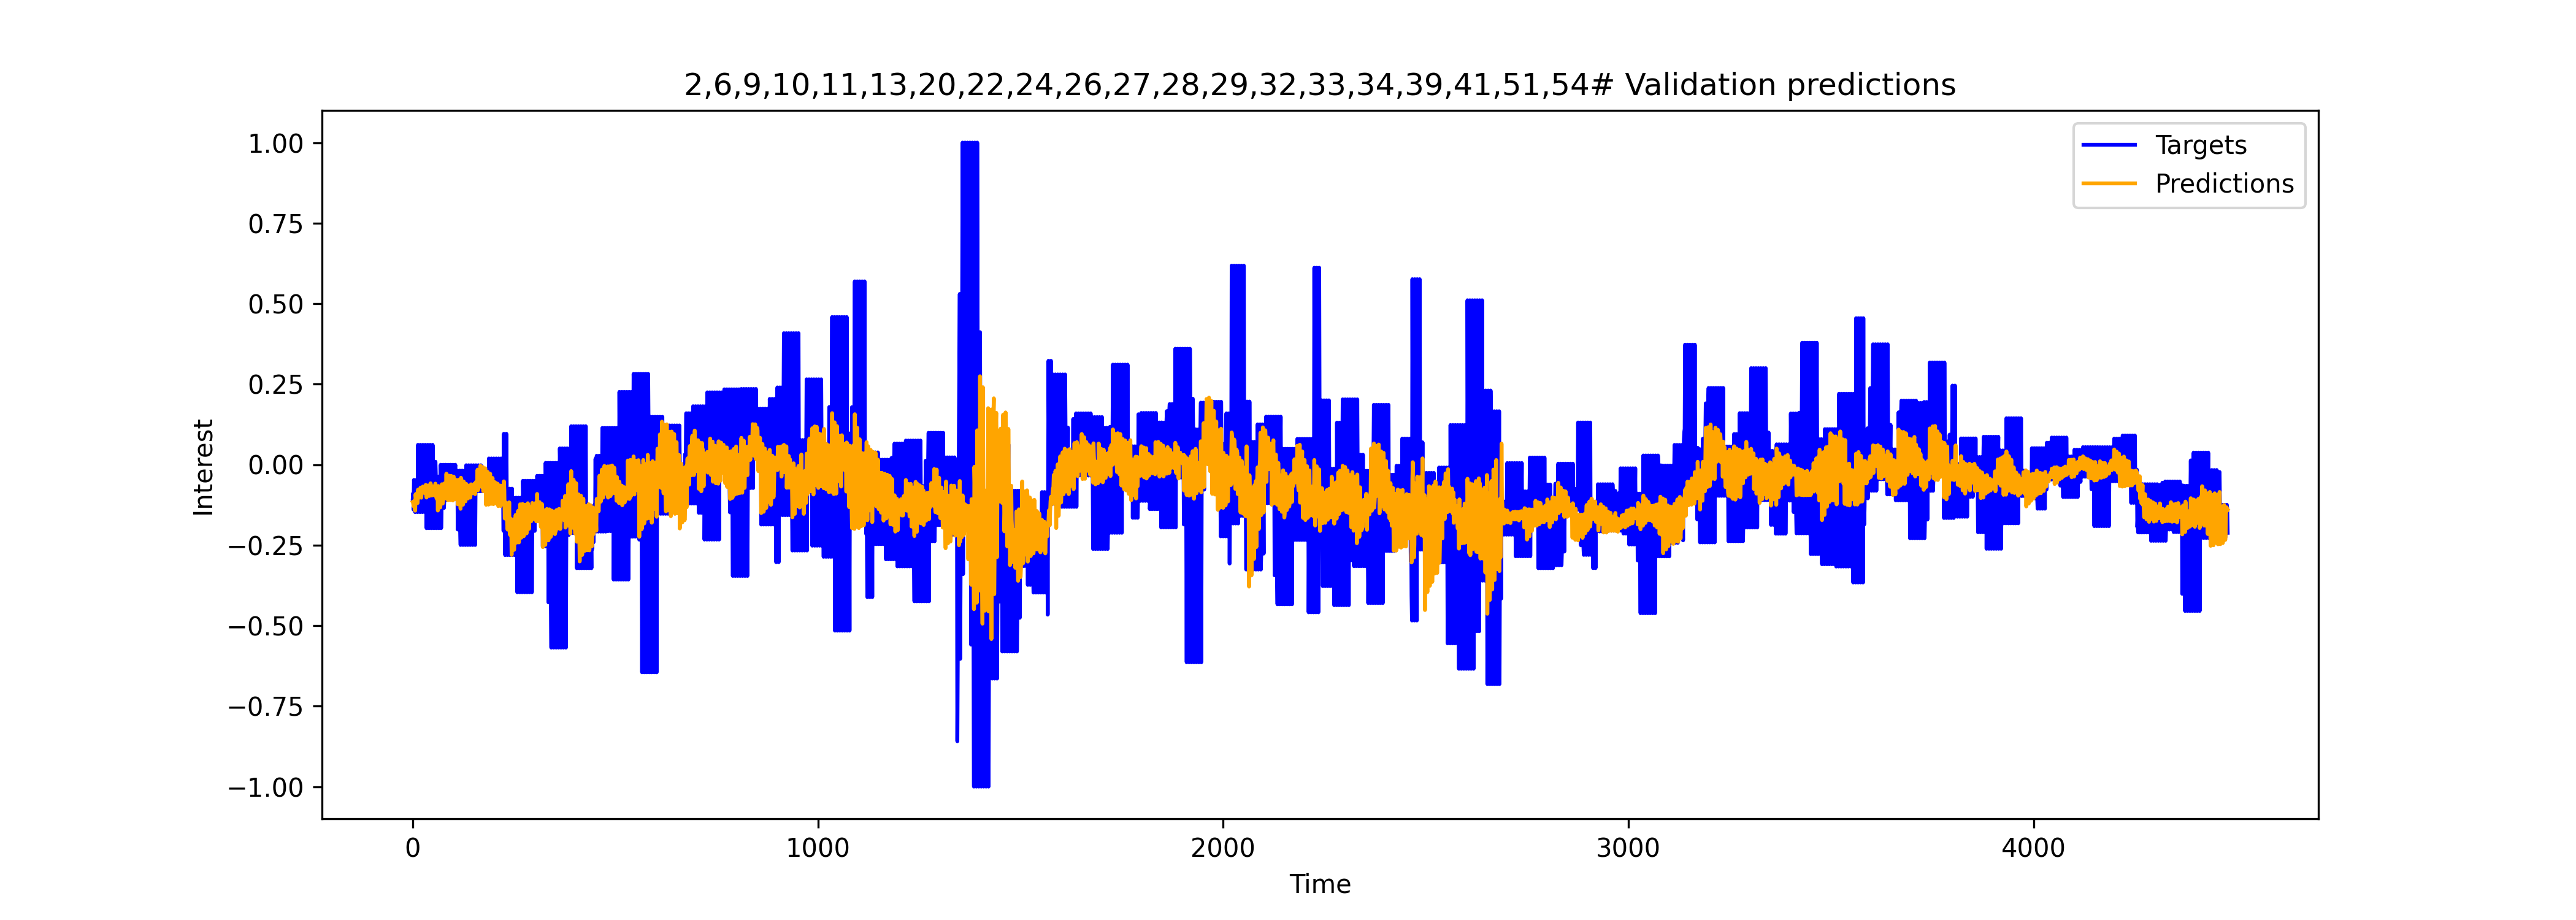 2,6,9,10,11,13,20,22,24,26,27,28,29,32,33,34,39,41,51,54# Validation predictions
Targets
Predictions
1.00
0.75
0.50
0.25
0.00
−0.25
−0.50
−0.75
−1.00
Interest
0 1000 2000 3000 4000
Time